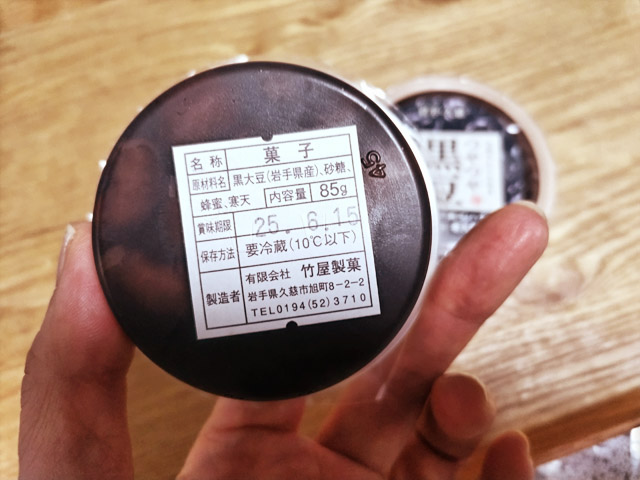 名称 菓子
原材料名 黒大豆(岩手県産)、砂糖、
蜂蜜、寒天 内容量 85g
賞味期限 25. 6.15
保存方法 要冷蔵(10℃以下)
製造者 有限会社 竹屋製菓
岩手県久慈市旭町8-2-2
TEL0194(52)3710
黒豆